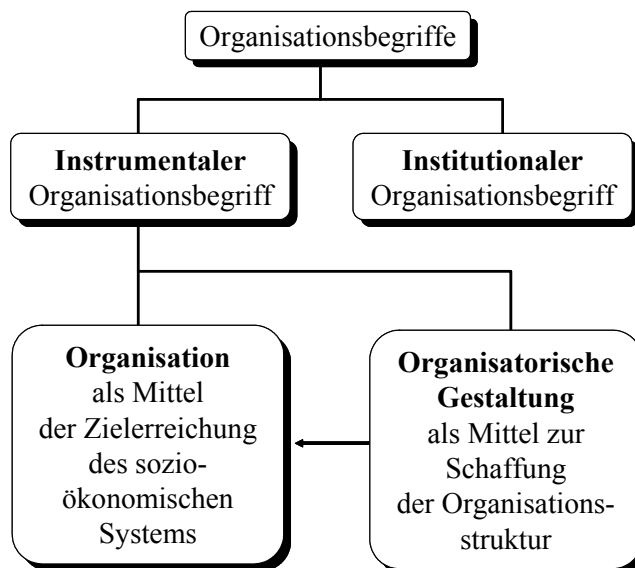 Organisationsbegriffe
Instrumentaler
Organisationsbegriff
Institutionaler
Organisationsbegriff
Organisation
als Mittel
der Zielerreichung
des sozio-
ökonomischen
Systems
Organisatorische
Gestaltung
als Mittel zur
Schaffung
der Organisations-
struktur